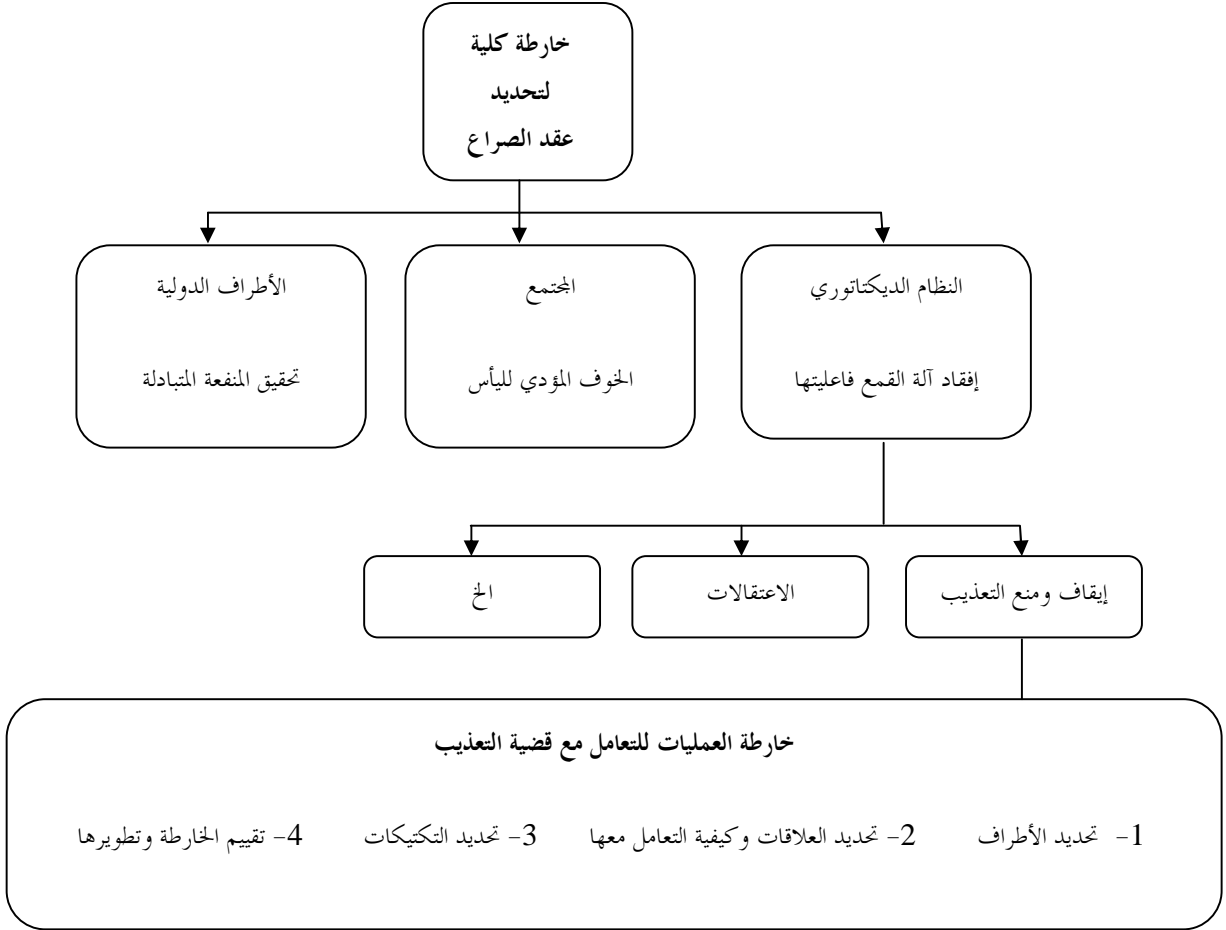 خارطة كلية
لتحديد
عقد الصراع
النظام الديكتاتوري
إفقاد آلة القمع فاعليتها
المجتمع
الخوف المؤدي لليأس
الأطراف الدولية
تحقيق المنفعة المتبادلة
إيقاف ومنع التعذيب
الاعتقالات
الخ
خارطة العمليات للتعامل مع قضية التعذيب
1- تحديد الأطراف 2- تحديد العلاقات وكيفية التعامل معها 3- تحديد التكتيكات 4- تقييم الخارطة وتطويرها